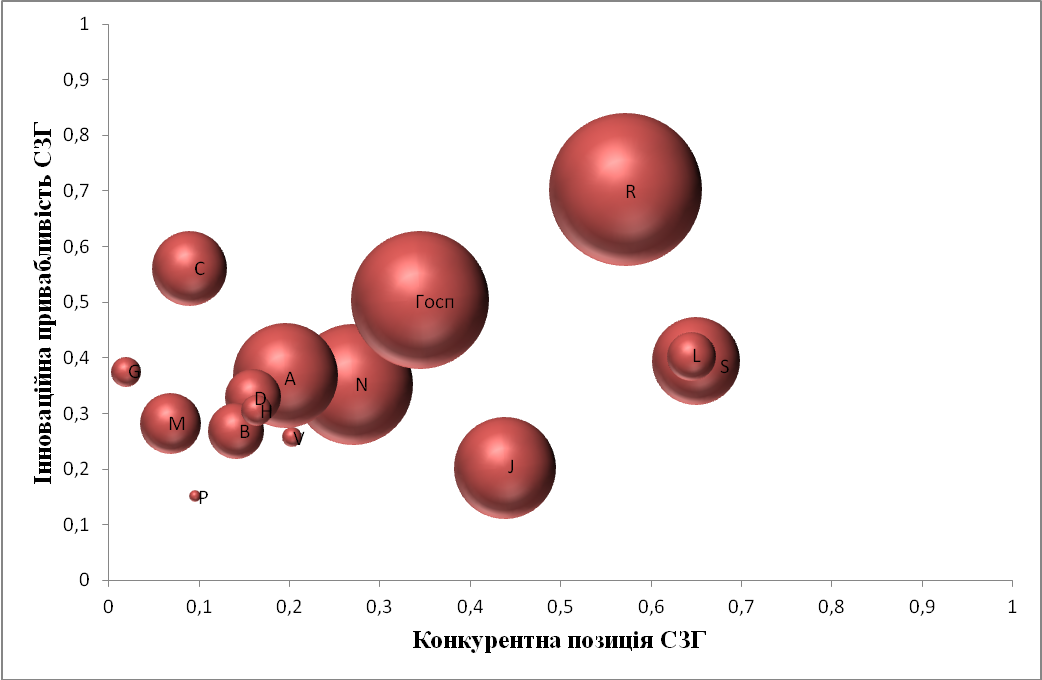 Інноваційна привабливість СЗГ
1
0,9
0,8
0,7
0,6
0,5
0,4
0,3
0,2
0,1
0
R
C
Госп
L
S
G
A
N
D
H
M
B
V
J
P
0 0,1 0,2 0,3 0,4 0,5 0,6 0,7 0,8 0,9 1
Конкурентна позиція СЗГ